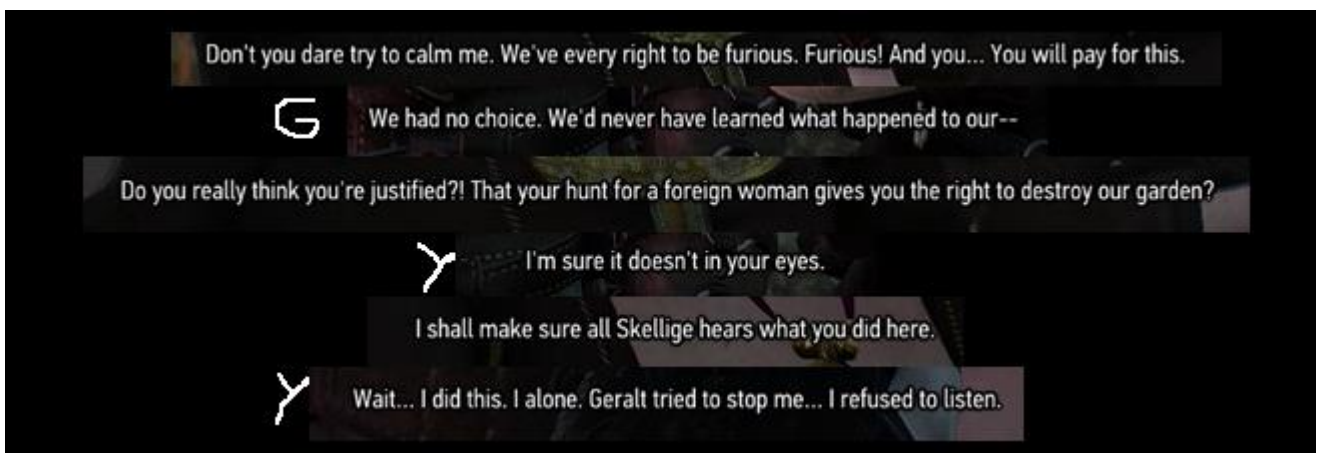 Don't you dare try to calm me. We've every right to be furious. Furious! And you... You will pay for this.
G We had no choice. We'd never have learned what happened to our--
Do you really think you're justified?! That your hunt for a foreign woman gives you the right to destroy our garden?
Y I'm sure it doesn't in your eyes.
I shall make sure all Skellige hears what you did here.
Y Wait... I did this. I alone. Geralt tried to stop me... I refused to listen.